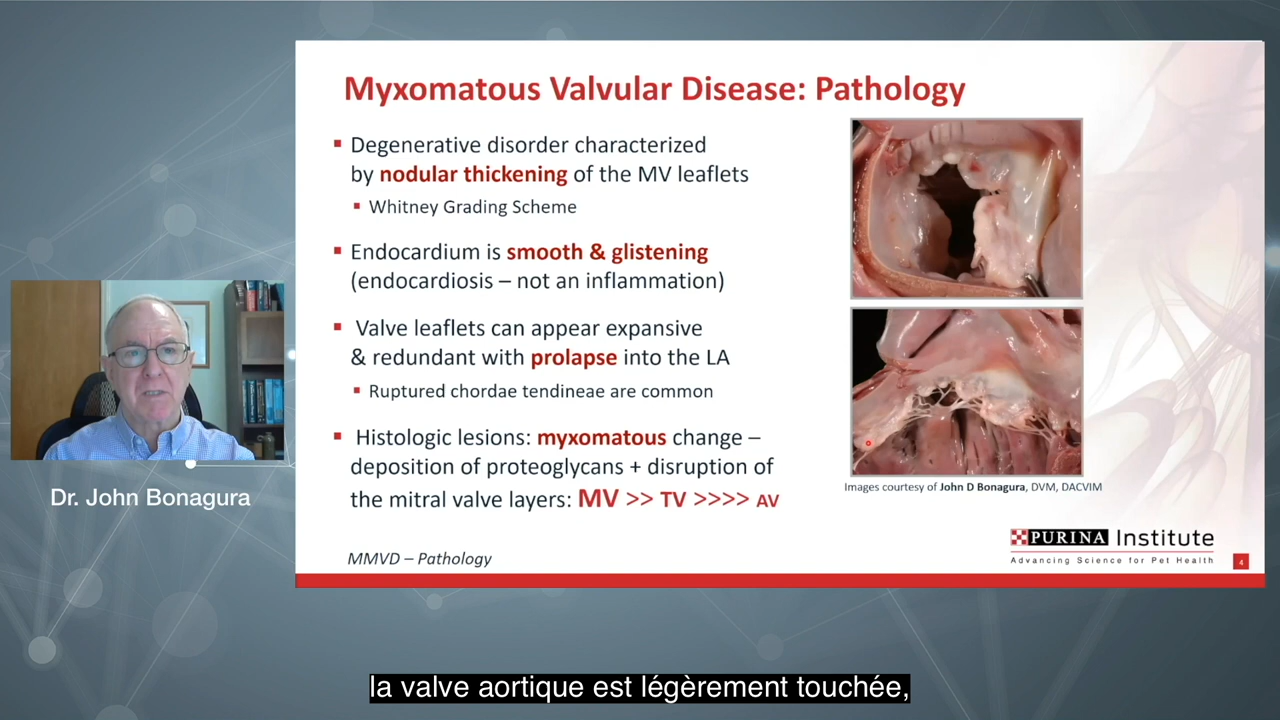 Myxomatous Valvular Disease: Pathology
Degenerative disorder characterized
by nodular thickening of the MV leaflets
Whitney Grading Scheme
Endocardium is smooth & glistening
(endocardiosis – not an inflammation)
Valve leaflets can appear expansive
& redundant with prolapse into the LA
Ruptured chordae tendineae are common
Histologic lesions: myxomatous change –
deposition of proteoglycans + disruption of
the mitral valve layers: MV >> TV >>>> AV
MMVD – Pathology
Images courtesy of John D Bonagura, DVM, DACVIM
PURINA Institute
Advancing Science for Pet Health
4
Dr. John Bonagura
la valve aortique est légèrement touchée,